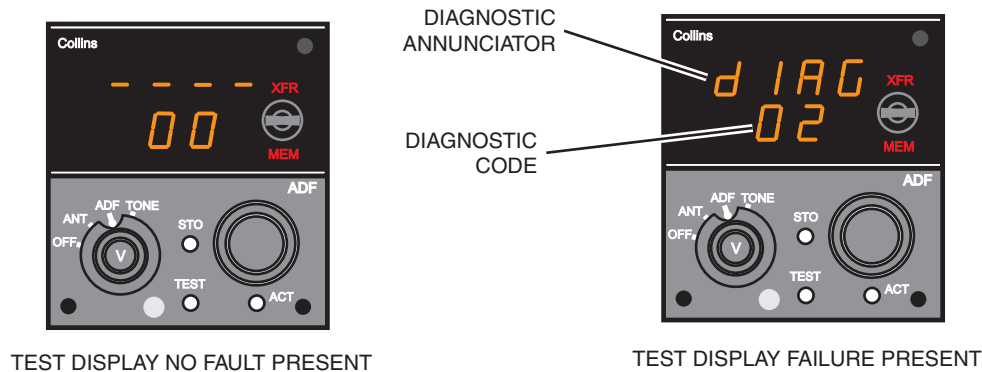 Collins
- - - -
XFR
00
MEM
ADF
ADF TONE
ANT
OFF
V
STO
TEST
ACT
TEST DISPLAY NO FAULT PRESENT
DIAGNOSTIC
ANNUNCIATOR
DIAGNOSTIC
CODE
Collins
dIAG
XFR
02
MEM
ADF
ADF TONE
ANT
OFF
V
STO
TEST
ACT
TEST DISPLAY FAILURE PRESENT